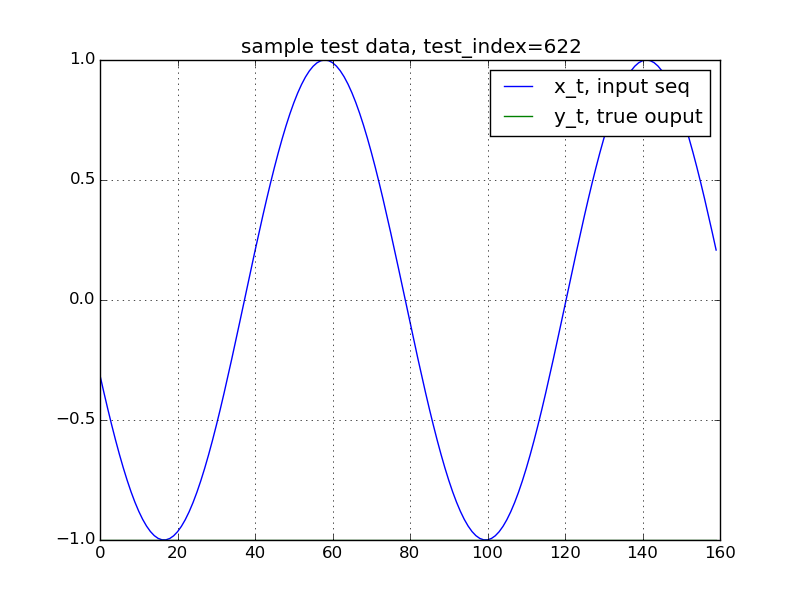 sample test data, test_index=622
x_t, input seq
y_t, true ouput
1.0
0.5
0.0
−0.5
−1.0
0 20 40 60 80 100 120 140 160